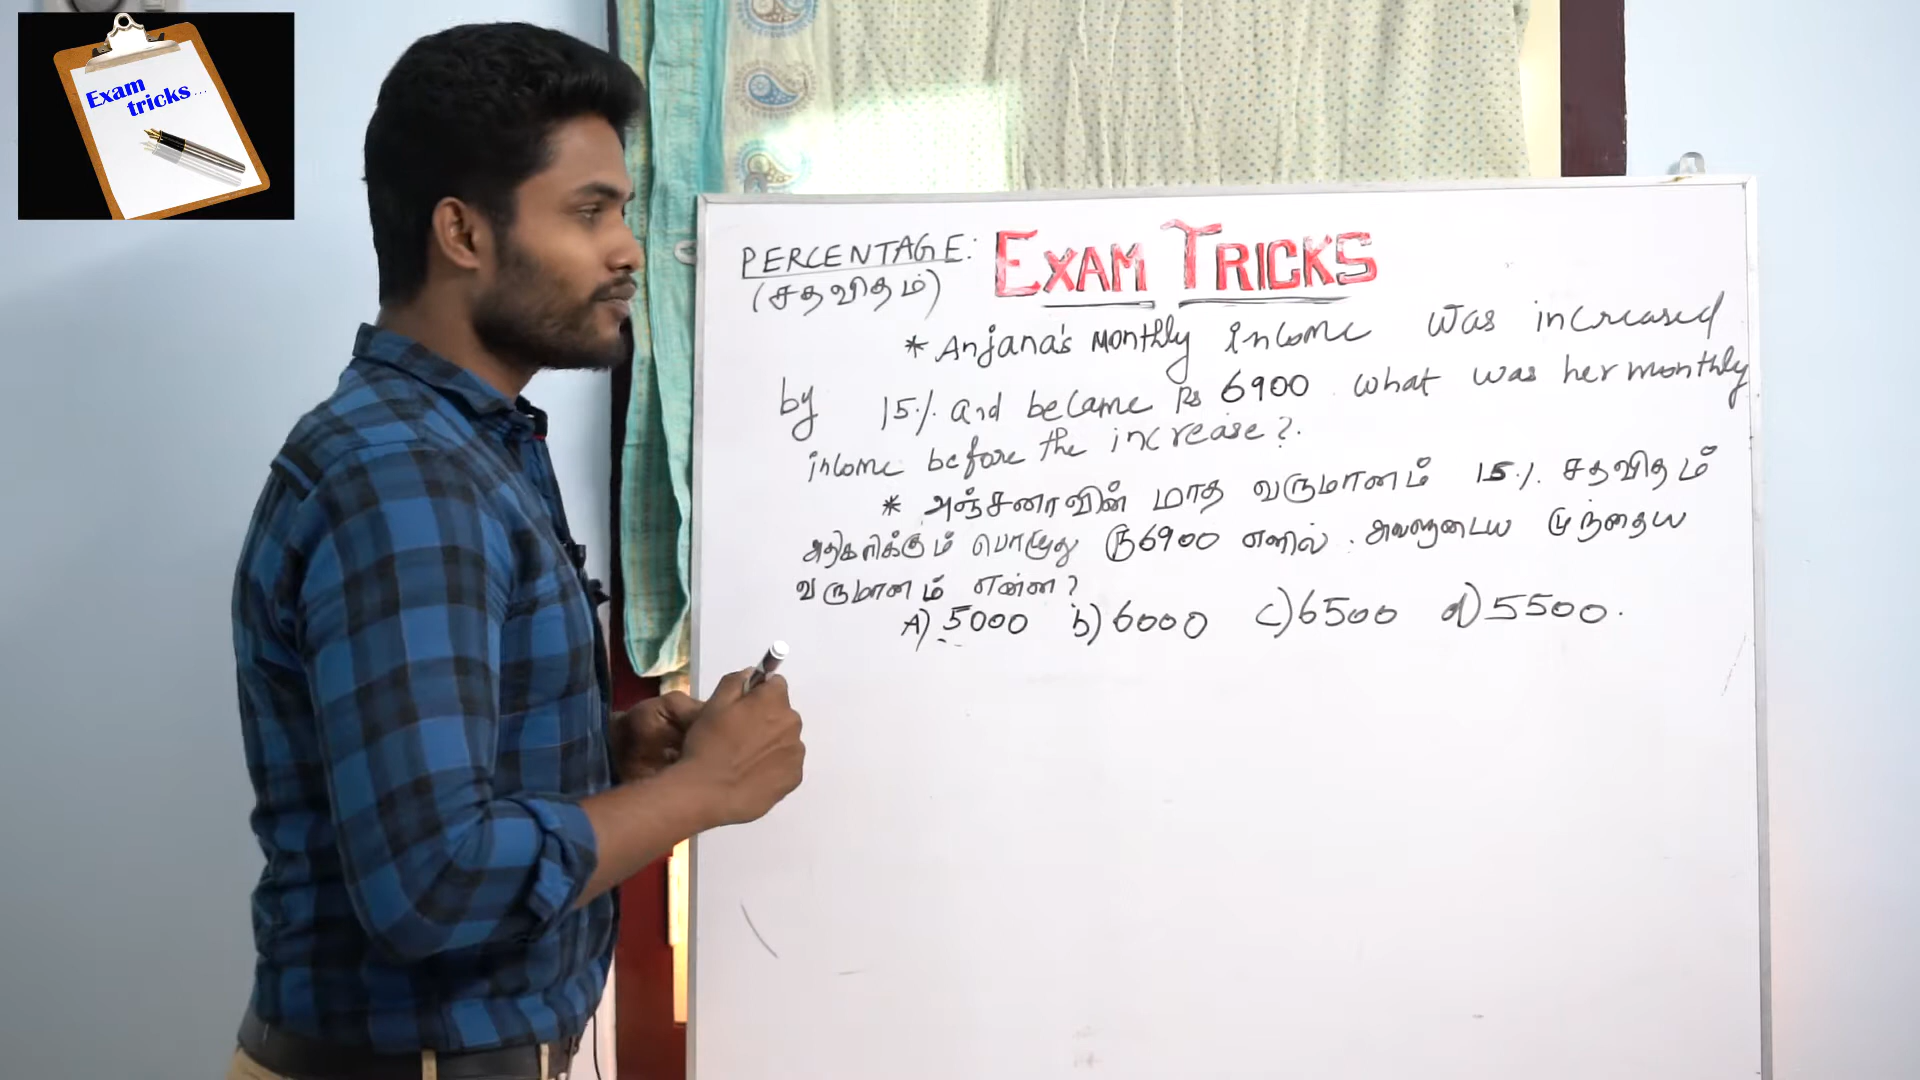 Exam
tricks...
PERCENTAGE: EXAM TRICKS
(சதவிதம்)
* Anjana's Monthly income was increased
by 15% and became Rs 6900 what was her monthly
income before the increase?.
* அஞ்சனாவின் மாத வருமானம் 15% சதவிதம்
அதிகரிக்கும் பொழுது ரூ6900 எனில். அவளுடைய முந்தைய
வருமானம் என்ன?
A) 5000 b) 6000 c) 6500 d) 5500.